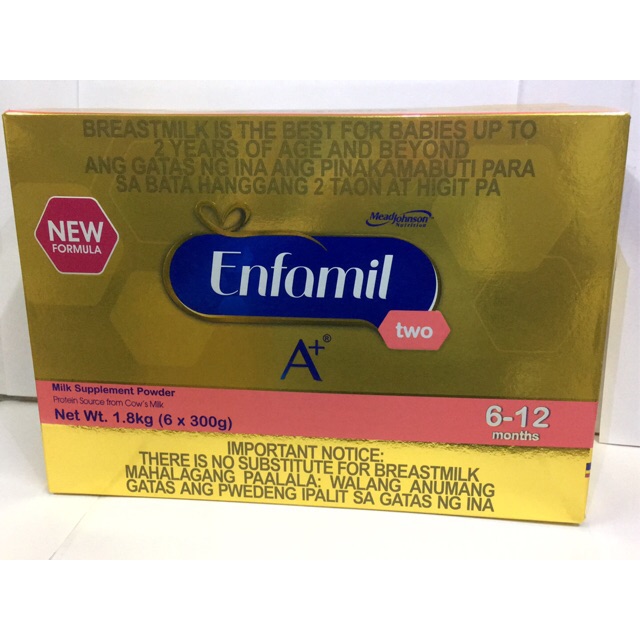 BREASTMILK IS THE BEST FOR BABIES UP TO
2 YEARS OF AGE AND BEYOND
ANG GATAS NG INA ANG PINAKAMABUTI PARA
SA BATA HANGGANG 2 TAON AT HIGIT PA
NEW
FORMULA
MeadJohnson™
Nutrition
Enfamil
two
A+®
Milk Supplement Powder
Protein Source from Cow's Milk
Net Wt. 1.8kg (6 x 300g)
6-12
months
IMPORTANT NOTICE:
THERE IS NO SUBSTITUTE FOR BREASTMILK
MAHALAGANG PAALALA: WALANG ANUMANG
GATAS ANG PWEDENG IPALIT SA GATAS NG INA